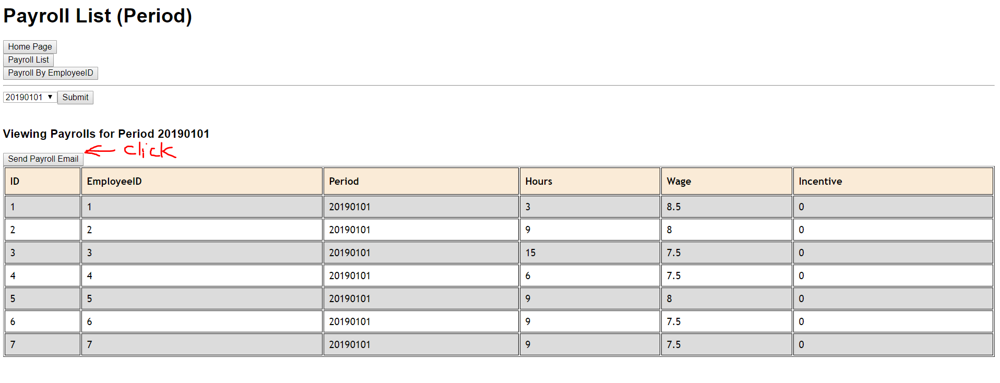 Payroll List (Period)
Home Page
Payroll List
Payroll By EmployeeID
20190101 ▼ Submit
Viewing Payrolls for Period 20190101
click
Send Payroll Email
ID EmployeeID Period Hours Wage Incentive
1 1 20190101 3 8.5 0
2 2 20190101 9 8 0
3 3 20190101 15 7.5 0
4 4 20190101 6 7.5 0
5 5 20190101 9 8 0
6 6 20190101 9 7.5 0
7 7 20190101 9 7.5 0